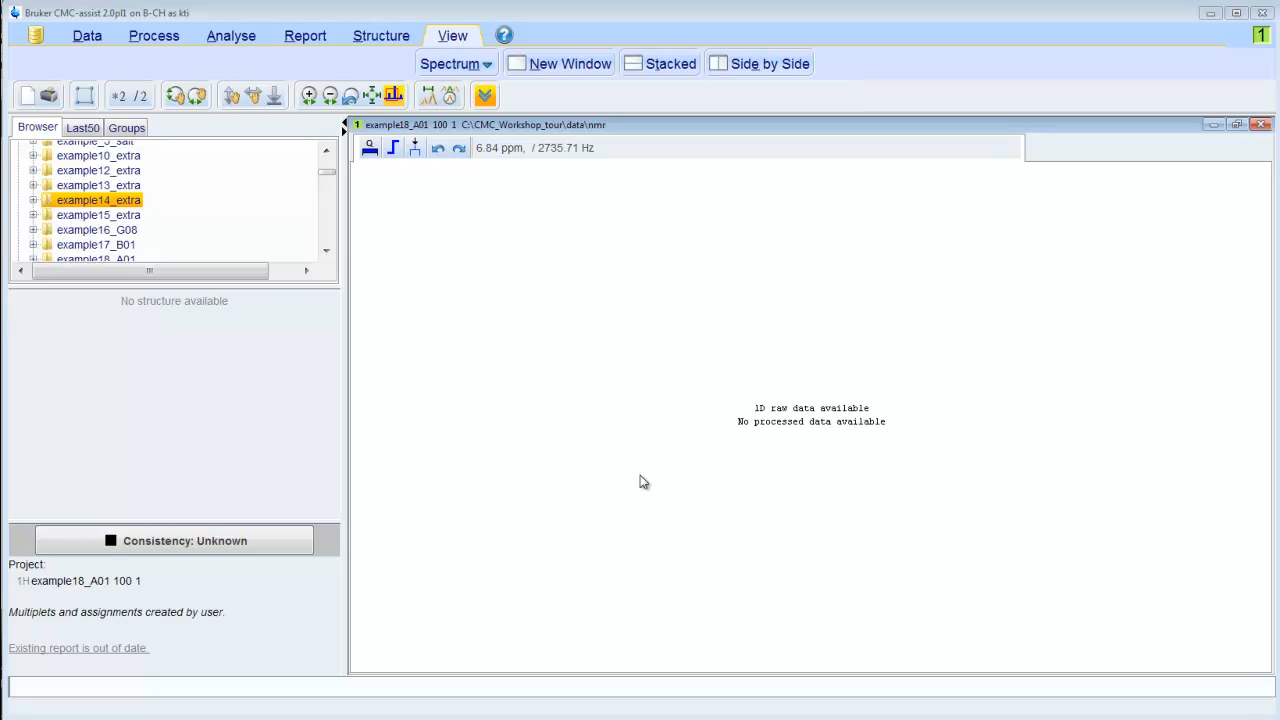 Bruker CMC-assist 2.0pl1 on B-CH as kti
Data Process Analyse Report Structure View ? 1
Spectrum New Window Stacked Side by Side
*2 /2
Browser Last50 Groups
1 example18_A01 100 1 C:\CMC_Workshop_tour\data\nmr
6.84 ppm, / 2735.71 Hz
example_5_salt
example10_extra
example12_extra
example13_extra
example14_extra
example15_extra
example16_G08
example17_B01
example18_A01
No structure available
1D raw data available
No processed data available
Consistency: Unknown
Project:
1H example18_A01 100 1
Multiplets and assignments created by user.
Existing report is out of date.